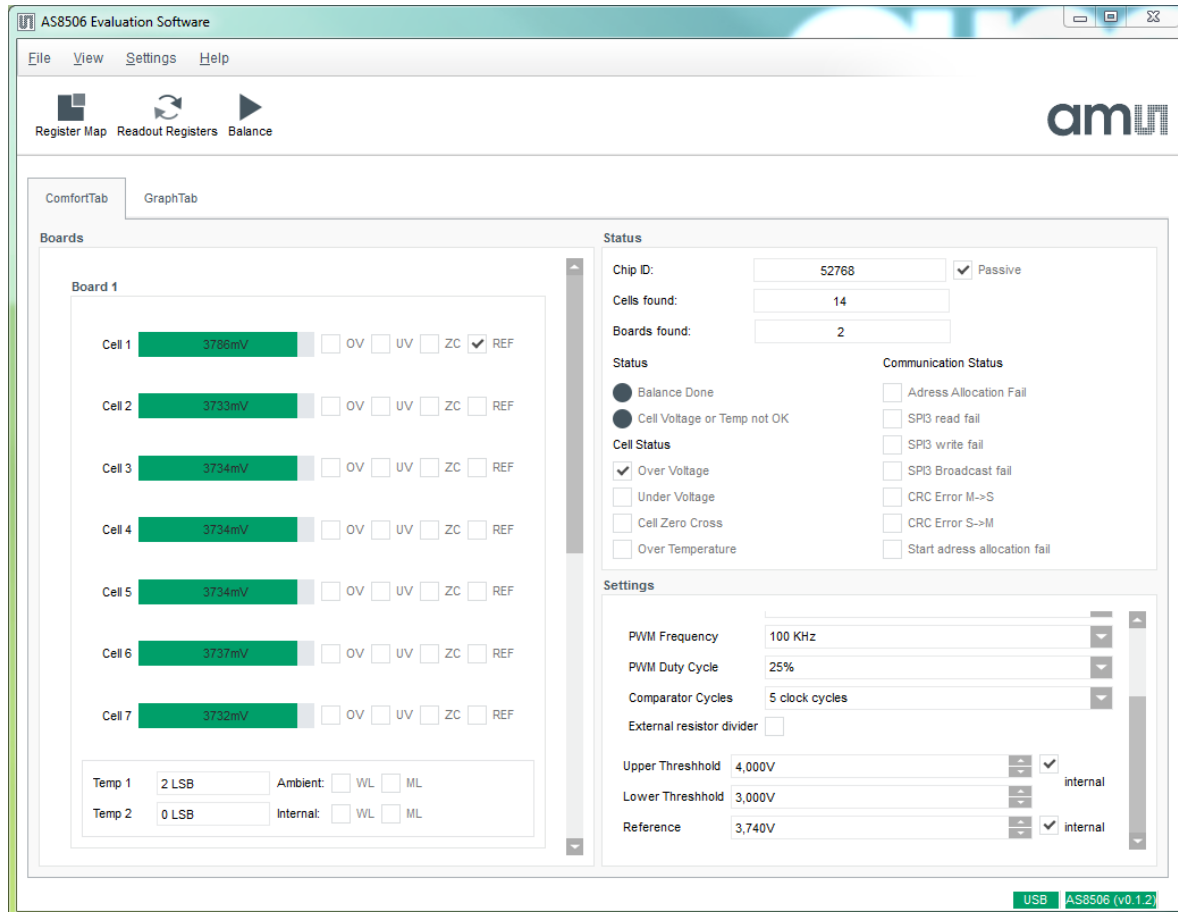 AS8506 Evaluation Software
File View Settings Help
Register Map Readout Registers Balance
am
ComfortTab GraphTab
Boards
Board 1
Cell 1 3786mV OV UV ZC REF
Cell 2 3733mV OV UV ZC REF
Cell 3 3734mV OV UV ZC REF
Cell 4 3734mV OV UV ZC REF
Cell 5 3734mV OV UV ZC REF
Cell 6 3737mV OV UV ZC REF
Cell 7 3732mV OV UV ZC REF
Temp 1 2 LSB Ambient: WL ML
Temp 2 0 LSB Internal: WL ML
Status
Chip ID: 52768 Passive
Cells found: 14
Boards found: 2
Status
Balance Done
Cell Voltage or Temp not OK
Cell Status
Over Voltage
Under Voltage
Cell Zero Cross
Over Temperature
Communication Status
Adress Allocation Fail
SPI3 read fail
SPI3 write fail
SPI3 Broadcast fail
CRC Error M->S
CRC Error S->M
Start adress allocation fail
Settings
PWM Frequency 100 KHz
PWM Duty Cycle 25%
Comparator Cycles 5 clock cycles
External resistor divider
Upper Threshhold 4,000V
internal
Lower Threshhold 3,000V
Reference 3,740V internal
USB AS8506 (v0.1.2)